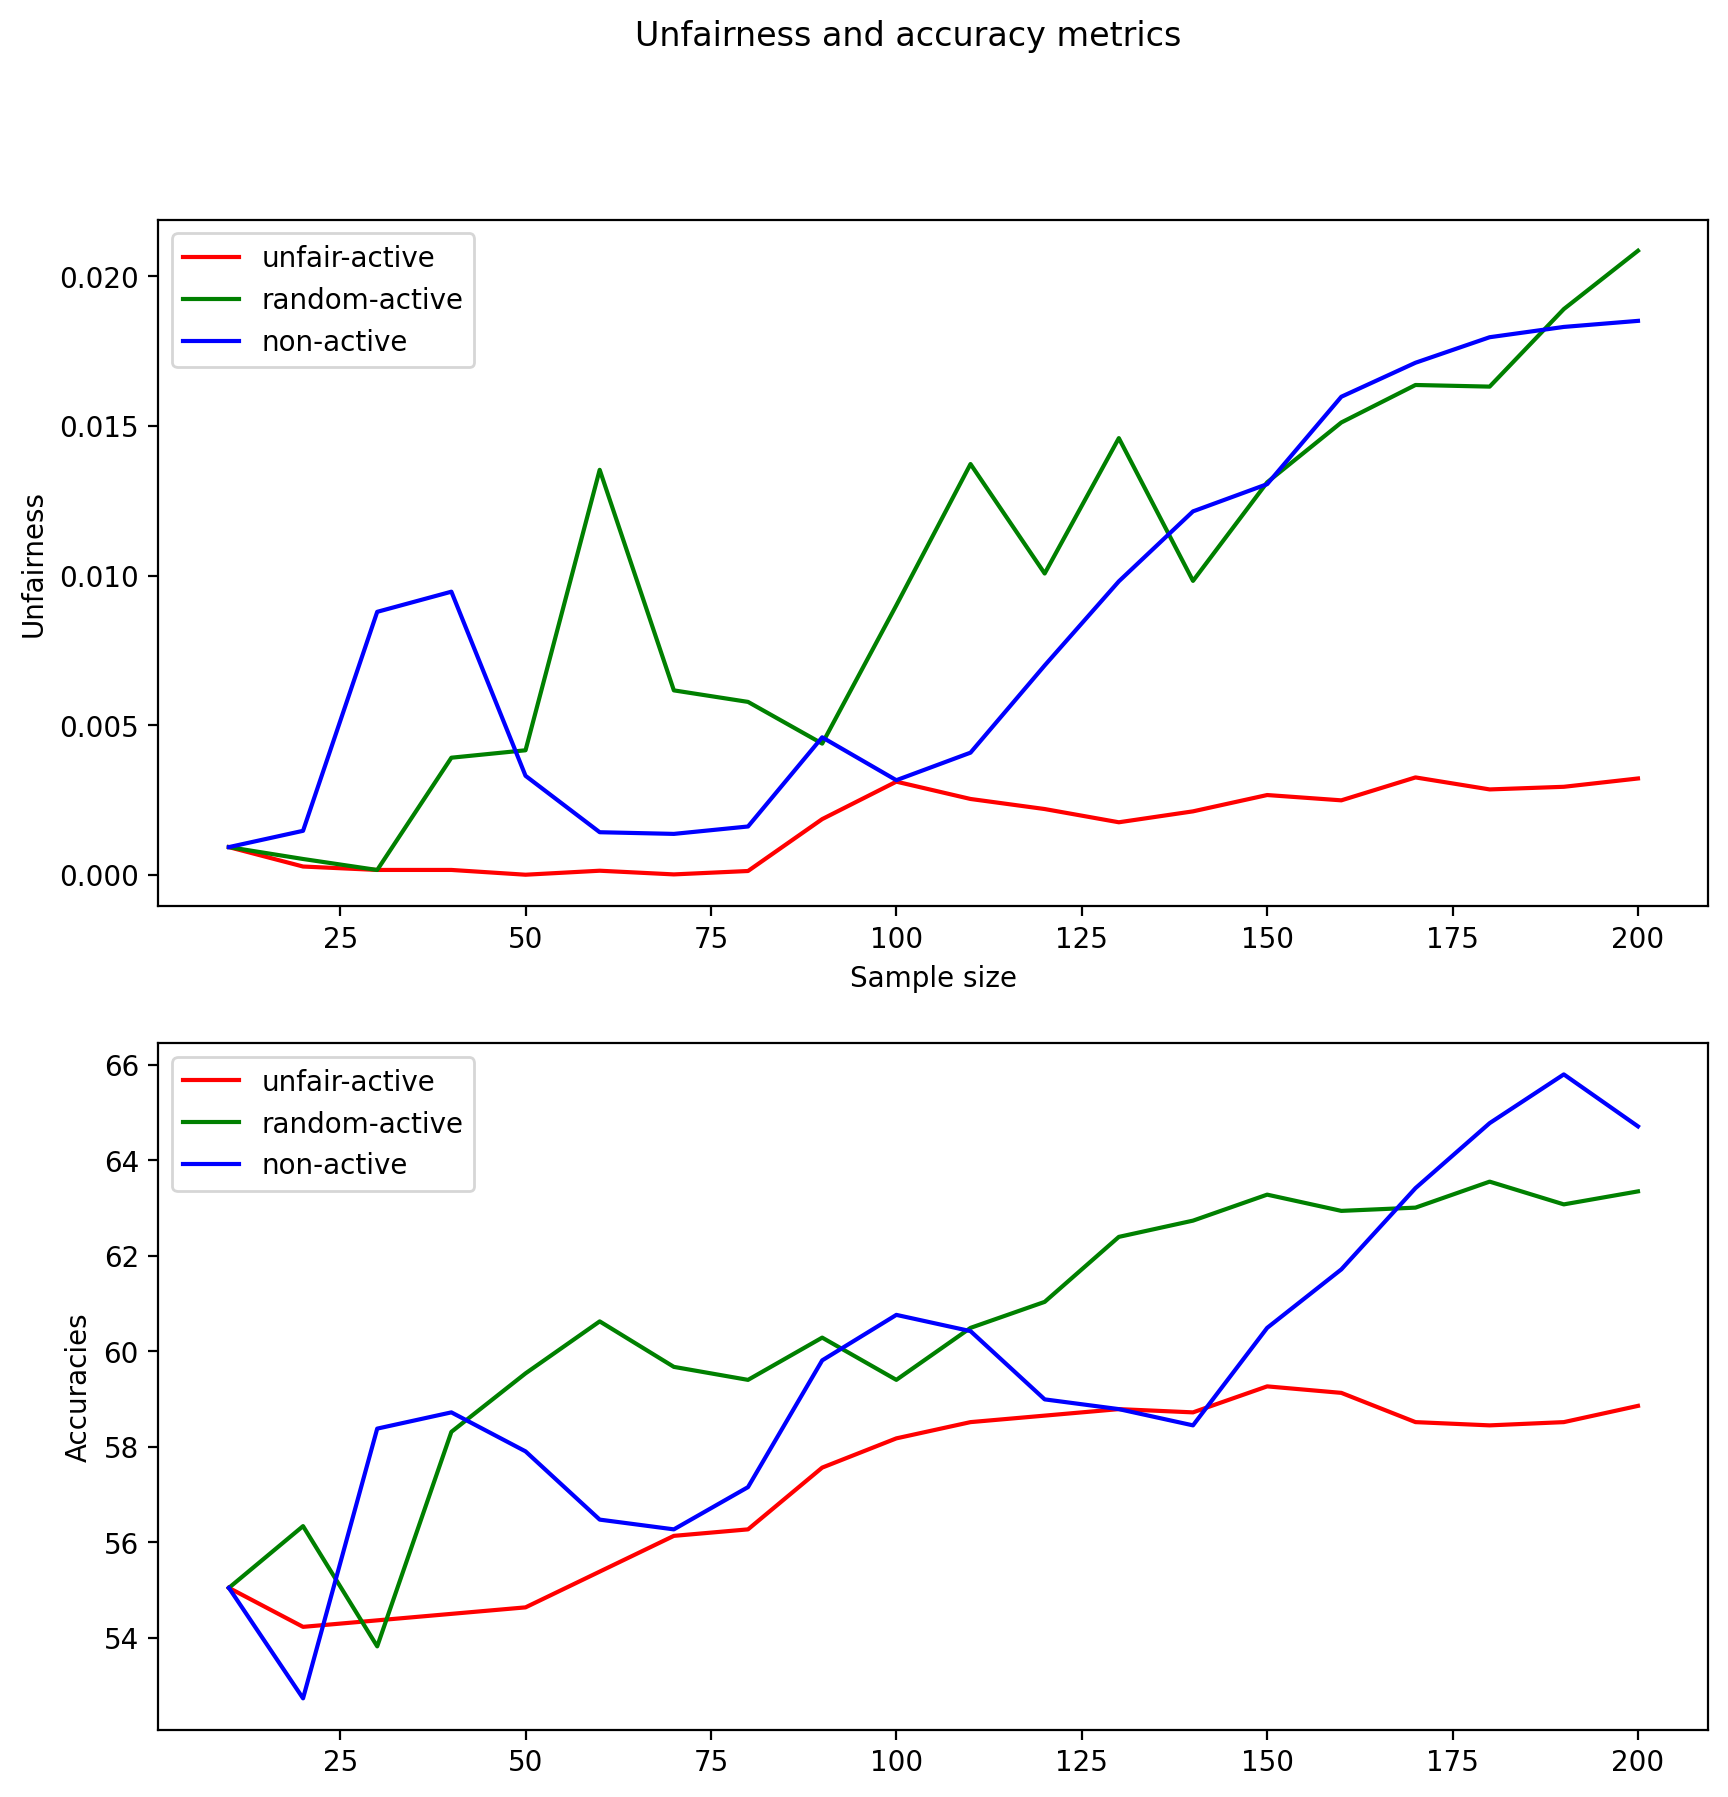 Unfairness and accuracy metrics
unfair-active
random-active
non-active
0.020
0.015
0.010
0.005
0.000
Unfairness
25 50 75 100 125 150 175 200
Sample size
unfair-active
random-active
non-active
66
64
62
60
58
56
54
Accuracies
25 50 75 100 125 150 175 200